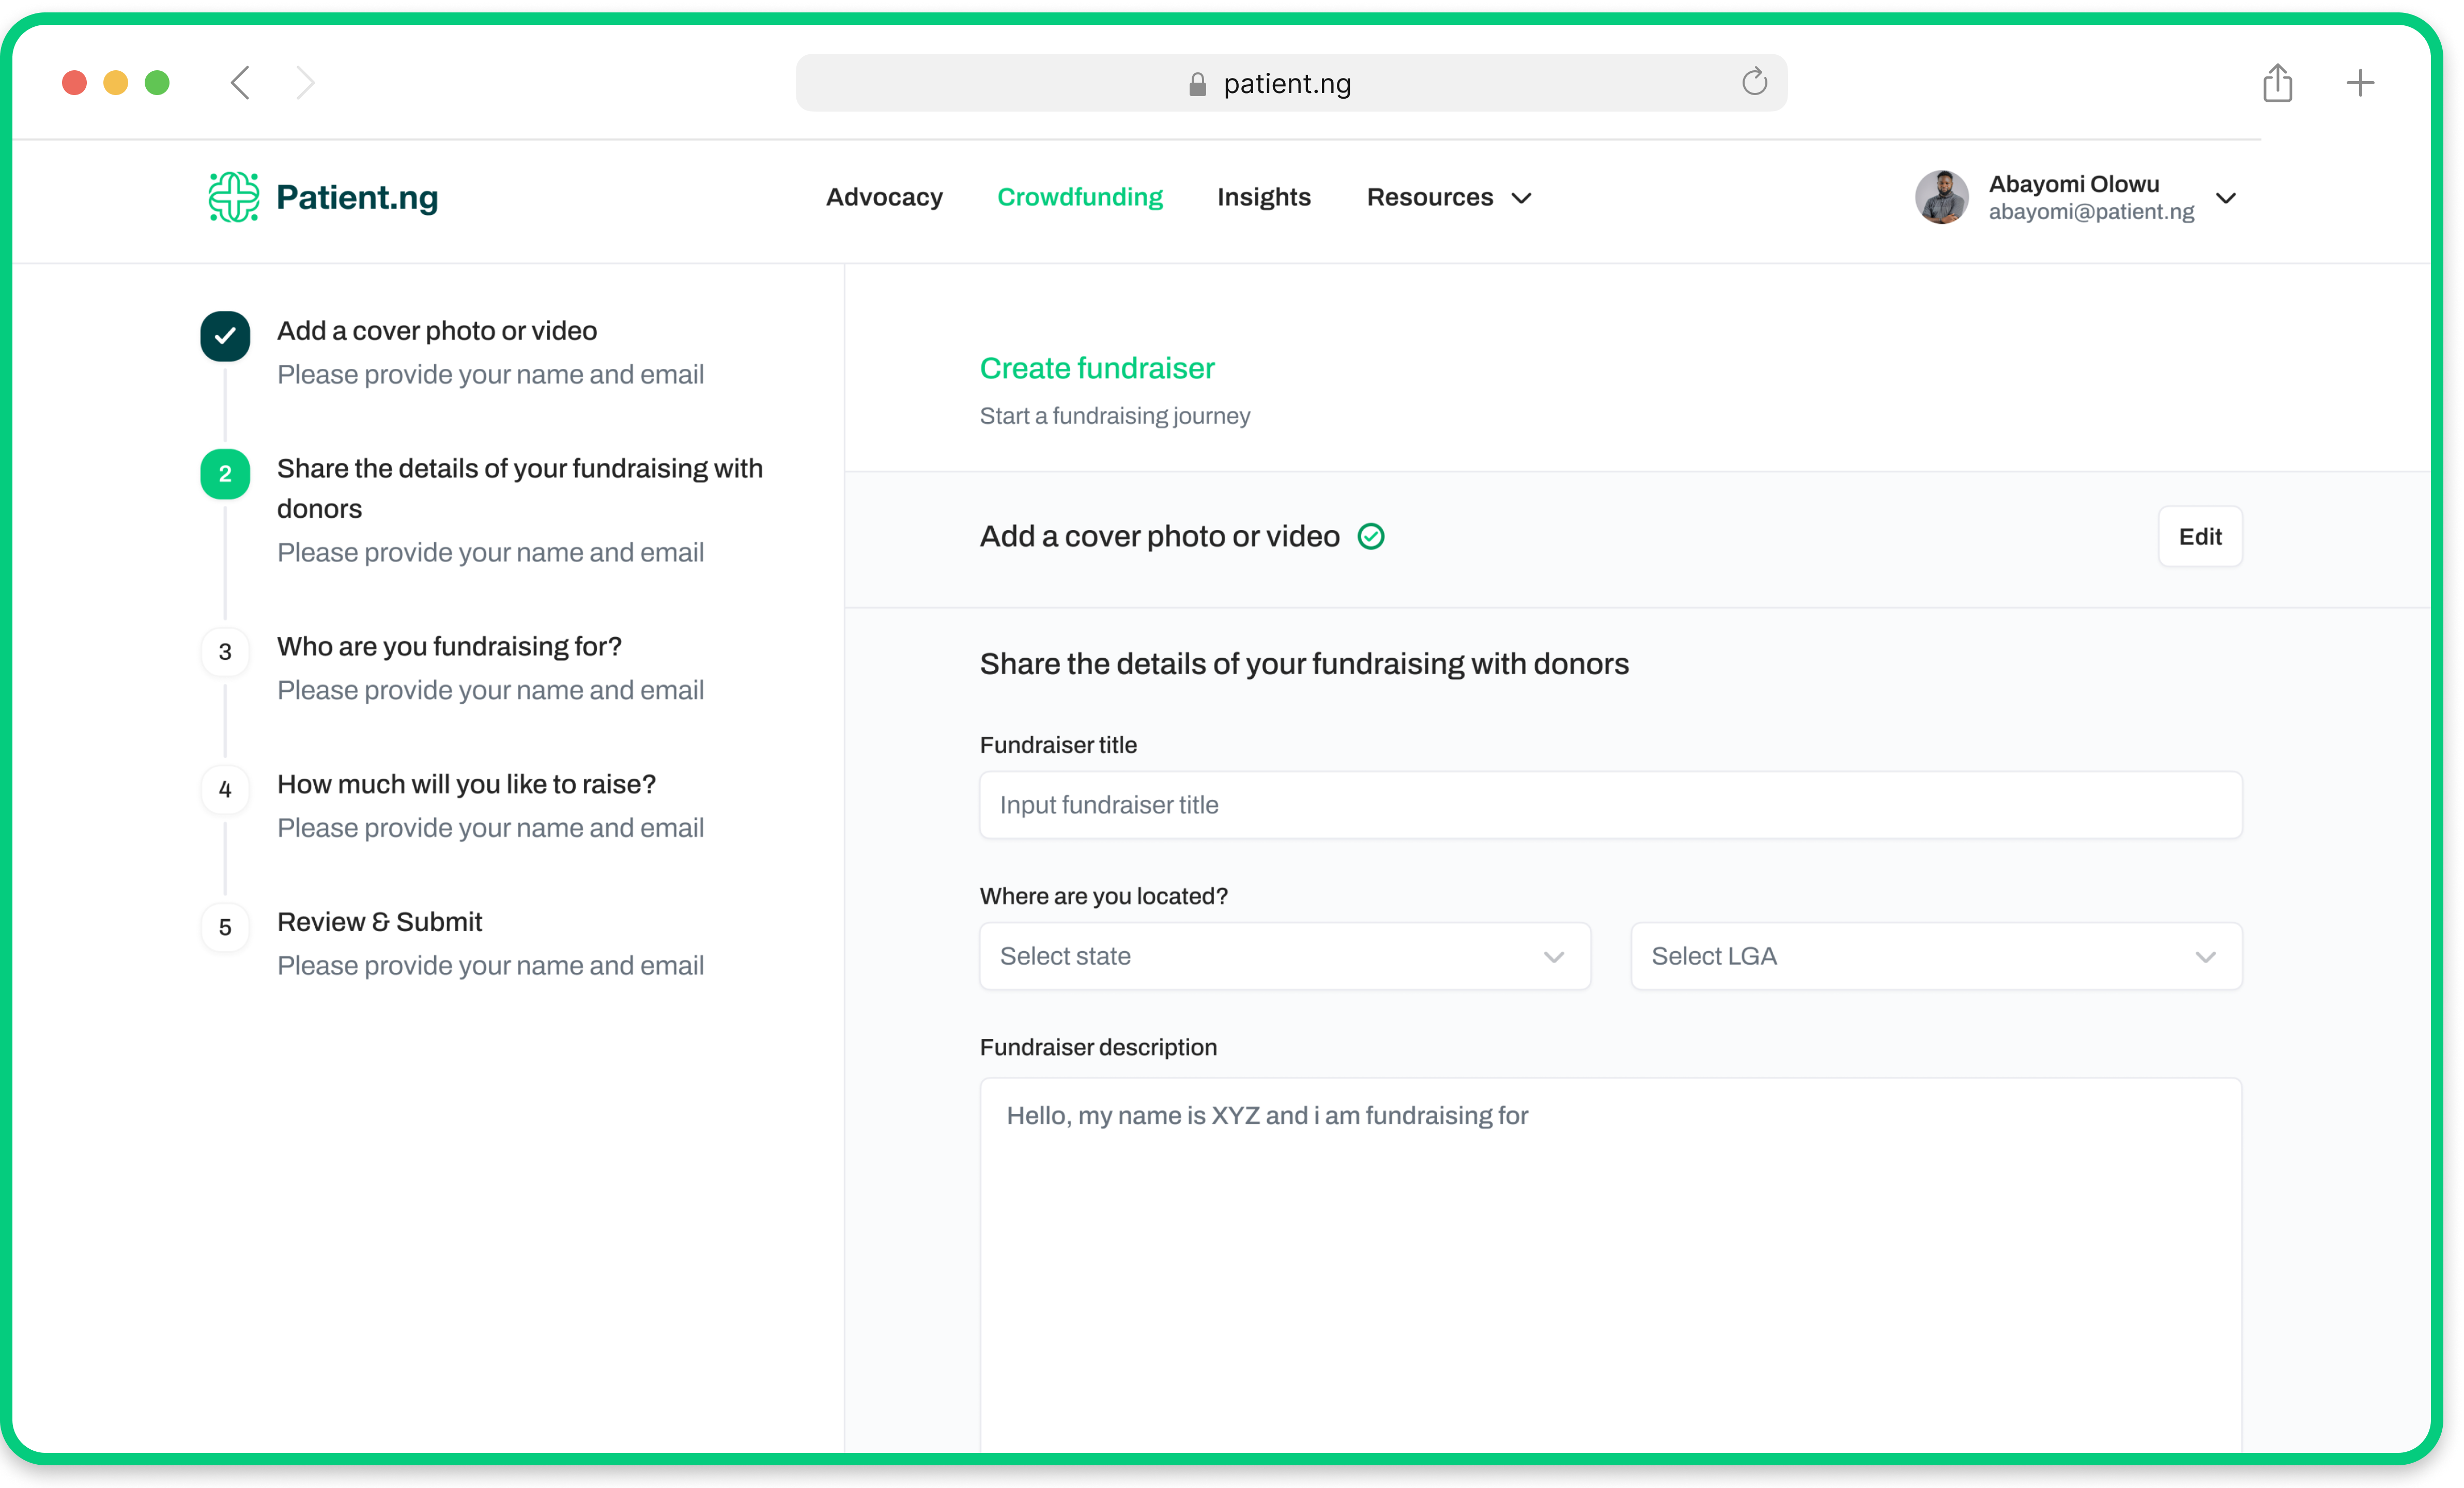 patient.ng
Patient.ng
Advocacy
Crowdfunding
Insights
Resources
Abayomi Olowu
abayomi@patient.ng
Add a cover photo or video
Please provide your name and email
2
Share the details of your fundraising with
donors
Please provide your name and email
3
Who are you fundraising for?
Please provide your name and email
4
How much will you like to raise?
Please provide your name and email
5
Review & Submit
Please provide your name and email
Create fundraiser
Start a fundraising journey
Add a cover photo or video
Edit
Share the details of your fundraising with donors
Fundraiser title
Input fundraiser title
Where are you located?
Select state
Select LGA
Fundraiser description
Hello, my name is XYZ and i am fundraising for